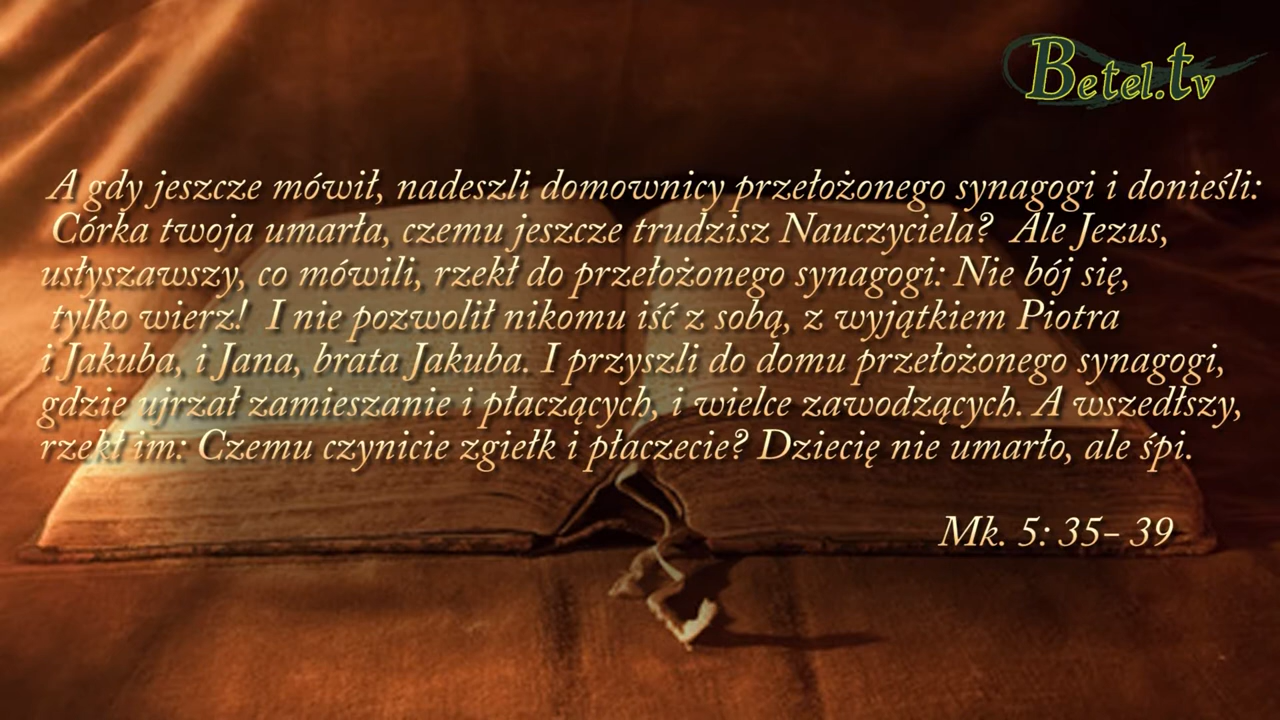 Betel.tv
A gdy jeszcze mówił, nadeszli domownicy przełożonego synagogi i donieśli:
Córka twoja umarła, czemu jeszcze trudzisz Nauczyciela? Ale Jezus,
usłyszawszy, co mówili, rzekł do przełożonego synagogi: Nie bój się,
tylko wierz! I nie pozwolił nikomu iść z sobą, z wyjątkiem Piotra
i Jakuba, i Jana, brata Jakuba. I przyszli do domu przełożonego synagogi,
gdzie ujrzał zamieszanie i płaczących, i wielce zawodzących. A wszedłszy,
rzekł im: Czemu czynicie zgiełk i płaczecie? Dziecię nie umarło, ale śpi.
Mk. 5: 35- 39